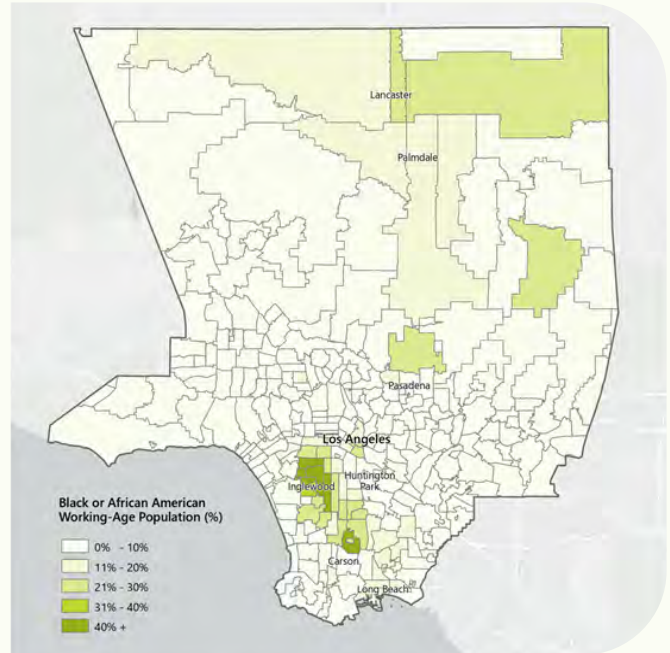 Lancaster
Palmdale
Pasadena
Los Angeles
Huntington
Park
Inglewood
Carson
Long Beach
Black or African American
Working-Age Population (%)
0% - 10%
11% - 20%
21% - 30%
31% - 40%
40% +